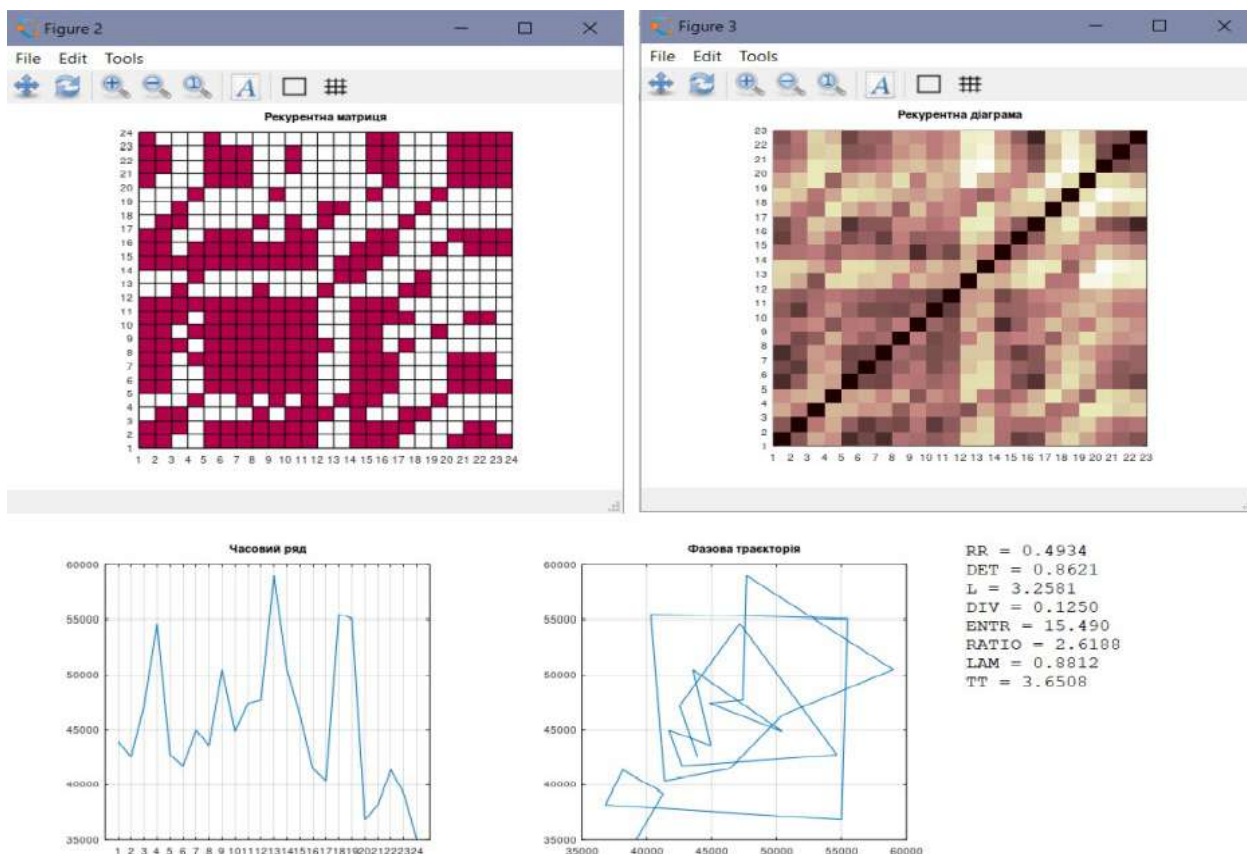 Figure 2
File Edit Tools
A
Рекурентна матриця
24
23
22
21
20
19
18
17
16
15
14
13
12
11
10
9
8
7
6
5
4
3
2
1
1 2 3 4 5 6 7 8 9 10 11 12 13 14 15 16 17 18 19 20 21 22 23 24
Figure 3
File Edit Tools
A
Рекурентна діаграма
23
22
21
20
19
18
17
16
15
14
13
12
11
10
9
8
7
6
5
4
3
2
1
1 2 3 4 5 6 7 8 9 10 11 12 13 14 15 16 17 18 19 20 21 22 23
Часовий ряд
60000
55000
50000
45000
40000
35000
1 2 3 4 5 6 7 8 9 101112131415161718192021222324
Фазова траєкторія
60000
55000
50000
45000
40000
35000
35000 40000 45000 50000 55000 60000
RR = 0.4934
DET = 0.8621
L = 3.2581
DIV = 0.1250
ENTR = 15.490
RATIO = 2.6188
LAM = 0.8812
TT = 3.6508